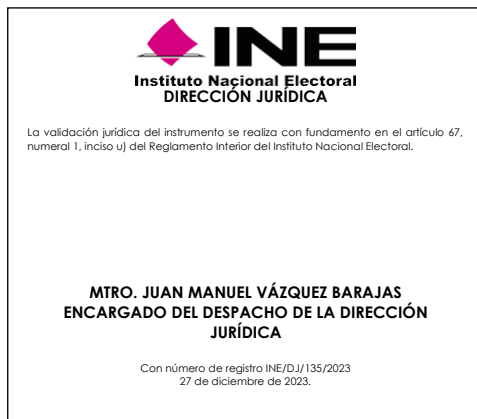 INE
Instituto Nacional Electoral
DIRECCIÓN JURÍDICA
La validación jurídica del instrumento se realiza con fundamento en el artículo 67,
numeral 1, inciso u) del Reglamento Interior del Instituto Nacional Electoral.
MTRO. JUAN MANUEL VÁZQUEZ BARAJAS
ENCARGADO DEL DESPACHO DE LA DIRECCIÓN
JURÍDICA
Con número de registro INE/DJ/135/2023
27 de diciembre de 2023.